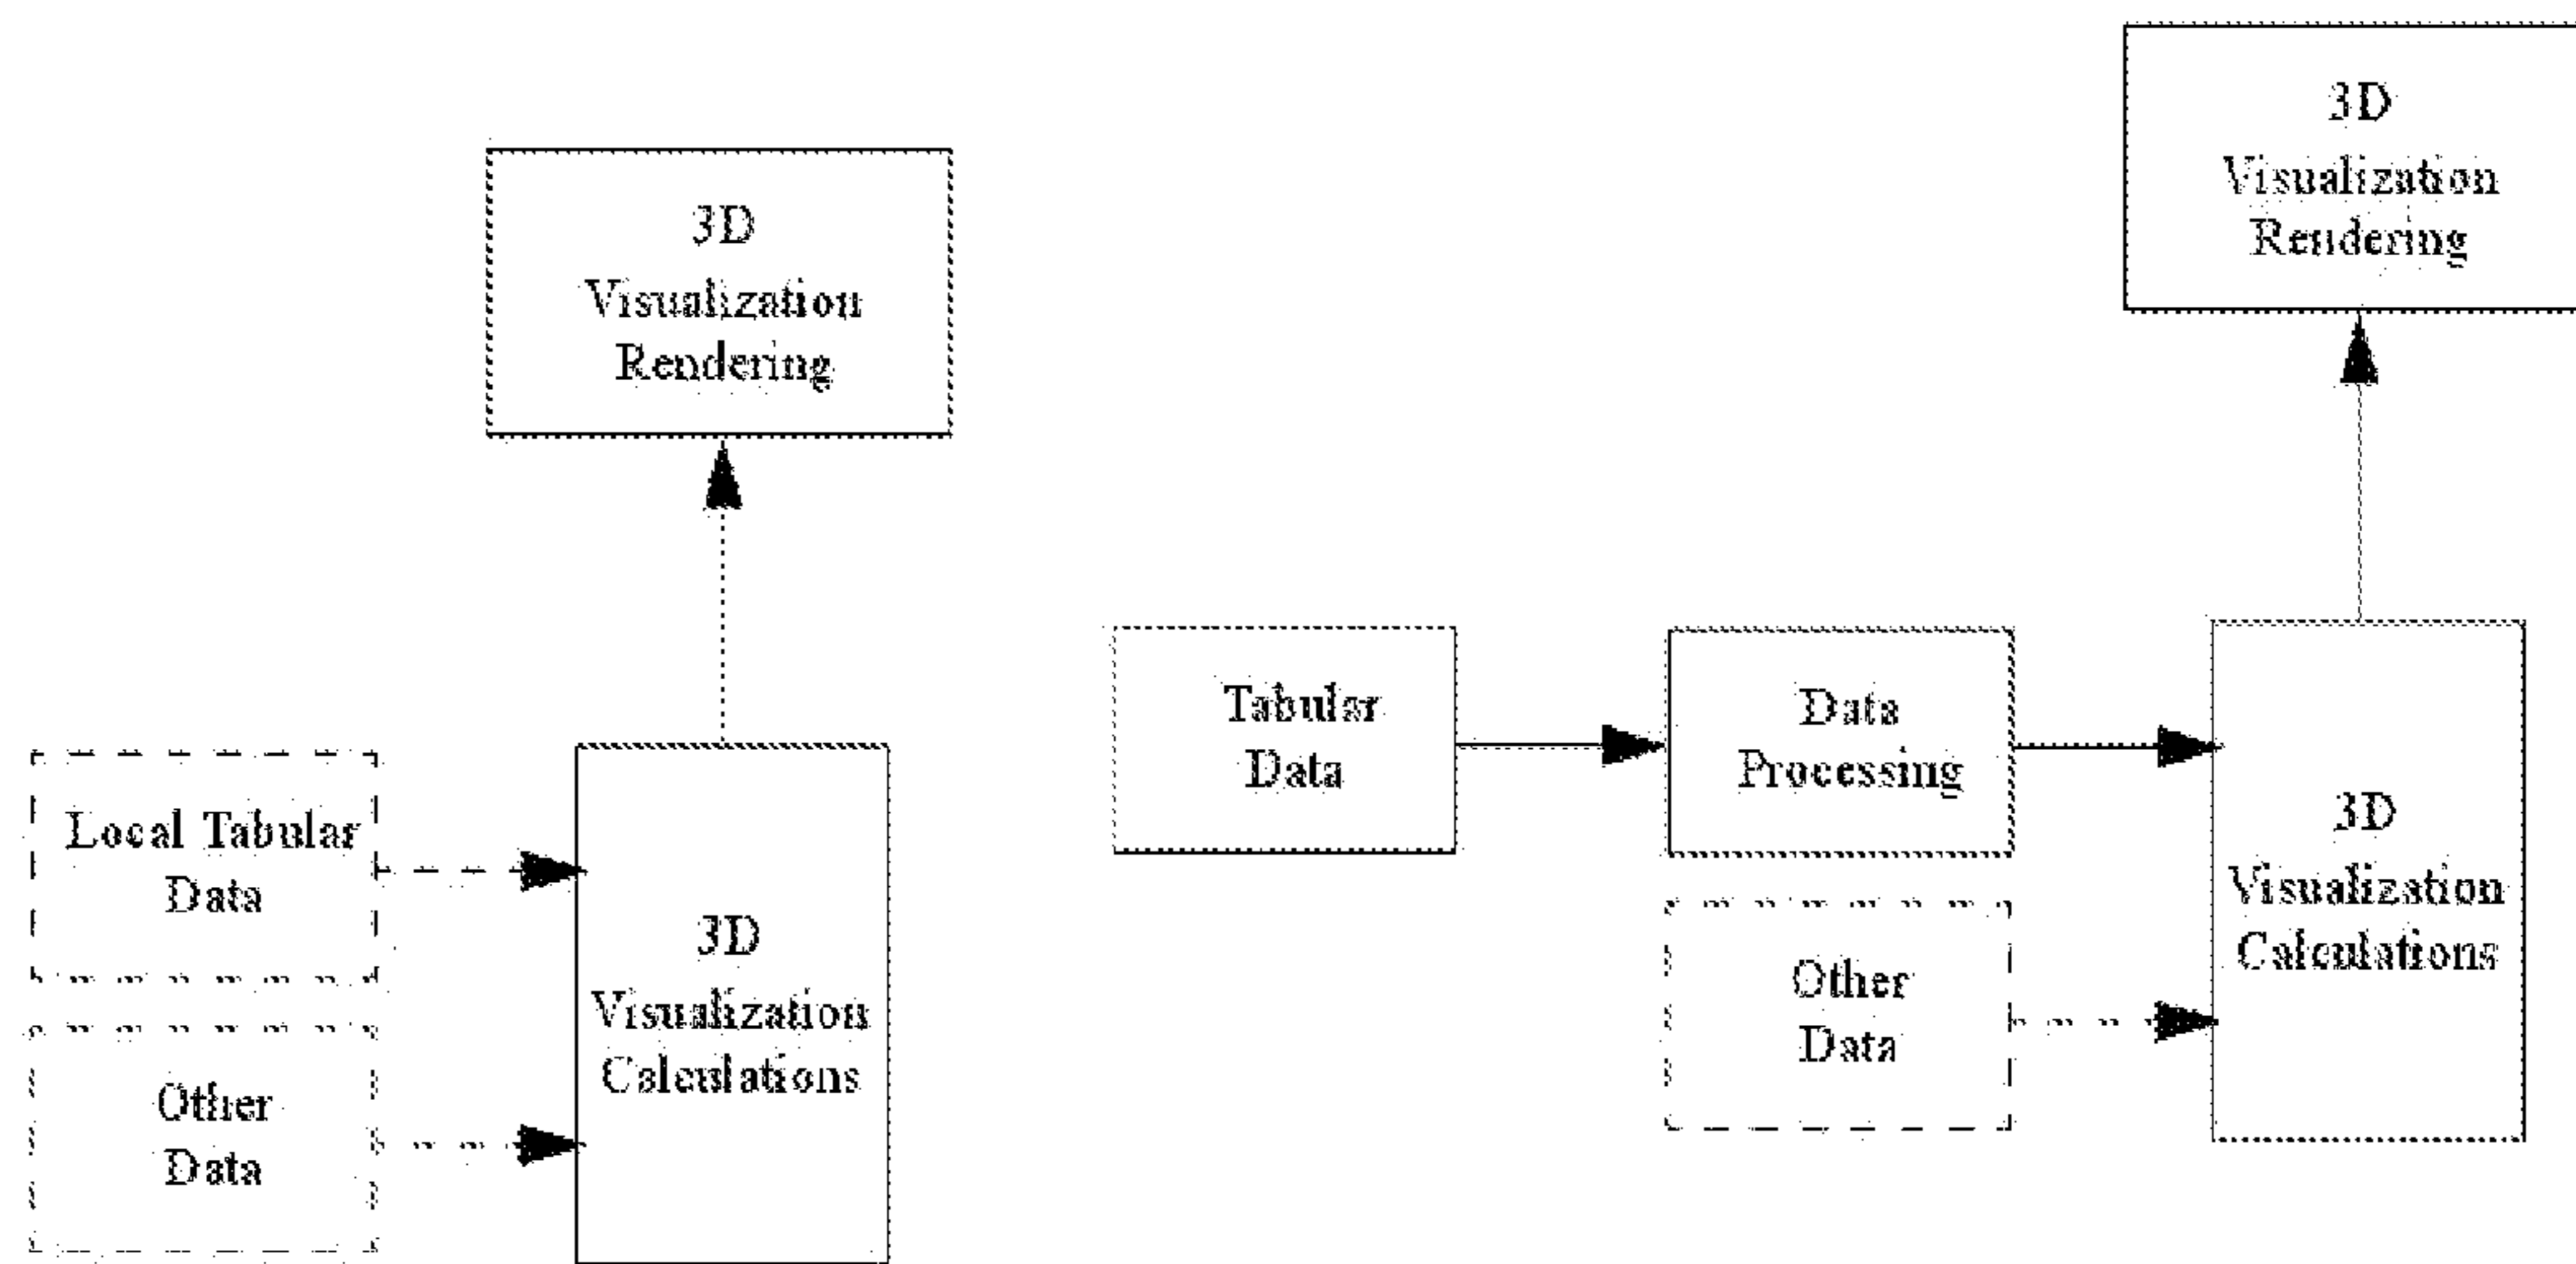 3D
Visualization
Rendering
Local Tabular
Data
Other
Data
3D
Visualization
Calculations
3D
Visualization
Rendering
Tabular
Data
Data
Processing
Other
Data
3D
Visualization
Calculations